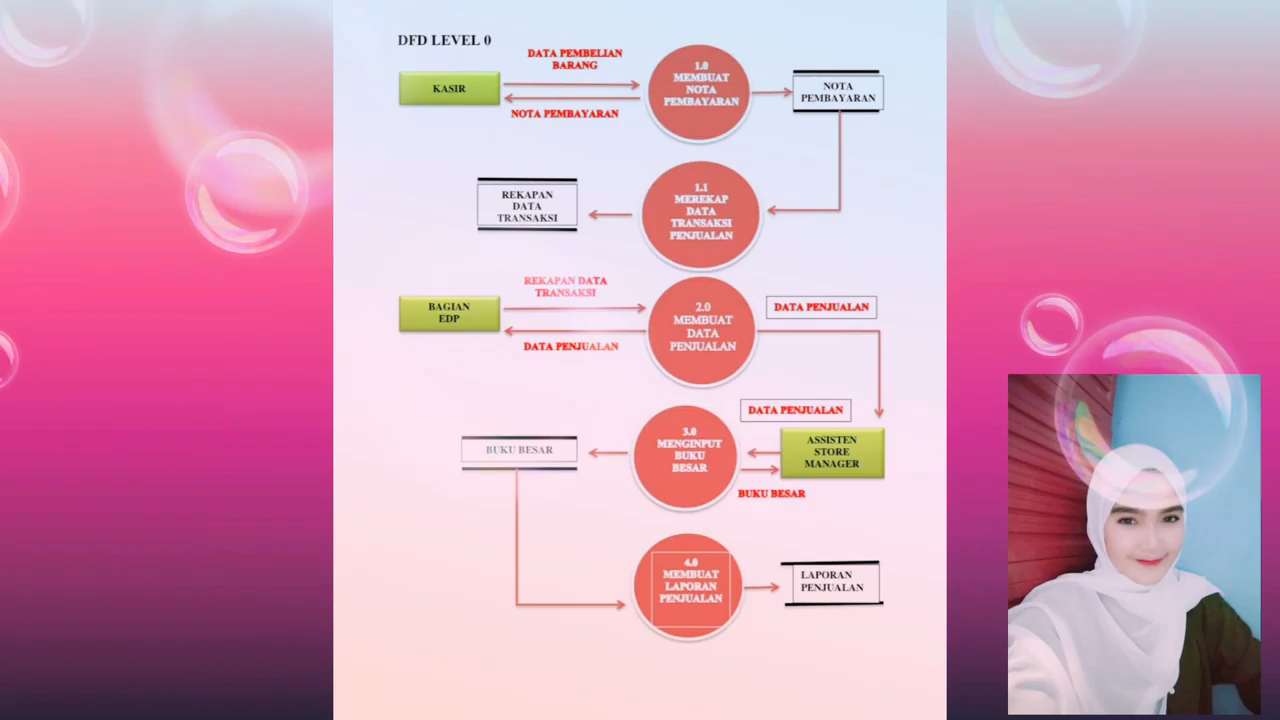 DFD LEVEL 0
DATA PEMBELIAN
BARANG
KASIR
NOTA PEMBAYARAN
1.0
MEMBUAT
NOTA
PEMBAYARAN
NOTA
PEMBAYARAN
REKAPAN
DATA
TRANSAKSI
1.1
MEREKAP
DATA
TRANSAKSI
PENJUALAN
REKAPAN DATA
TRANSAKSI
BAGIAN
EDP
DATA PENJUALAN
2.0
MEMBUAT
DATA
PENJUALAN
DATA PENJUALAN
DATA PENJUALAN
BUKU BESAR
3.0
MENGINPUT
BUKU
BESAR
ASSISTEN
STORE
MANAGER
BUKU BESAR
4.0
MEMBUAT
LAPORAN
PENJUALAN
LAPORAN
PENJUALAN